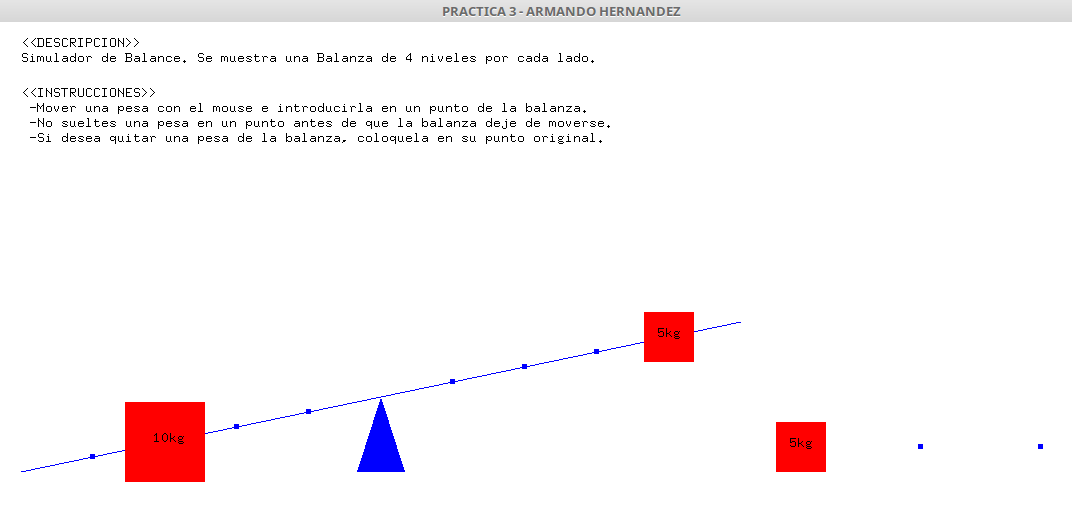 PRACTICA 3 - ARMANDO HERNANDEZ
<<DESCRIPCION>>
Simulador de Balance. Se muestra una Balanza de 4 niveles por cada lado.
<<INSTRUCCIONES>>
-Mover una pesa con el mouse e introducirla en un punto de la balanza.
-No sueltes una pesa en un punto antes de que la balanza deje de moverse.
-Si desea quitar una pesa de la balanza, coloquela en su punto original.
5kg
10kg
5kg